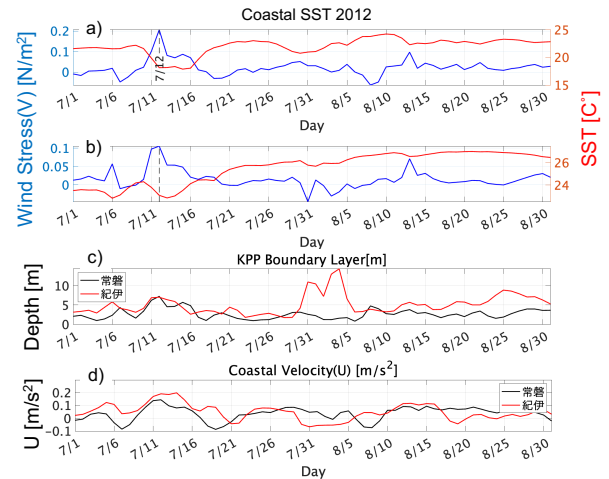 Coastal SST 2012
a)
Wind Stress(V) [N/m²]
SST [C°]
0.2
0.1
0
25
20
15
7/12
7/1 7/6 7/11 7/16 7/21 7/26 7/31 8/5 8/10 8/15 8/20 8/25 8/30
Day
b)
0.1
0.05
0
26
24
7/1 7/6 7/11 7/16 7/21 7/26 7/31 8/5 8/10 8/15 8/20 8/25 8/30
Day
c)
KPP Boundary Layer[m]
Depth [m]
10
5
0
常磐
紀伊
7/1 7/6 7/11 7/16 7/21 7/26 7/31 8/5 8/10 8/15 8/20 8/25 8/30
Day
d)
Coastal Velocity(U) [m/s²]
U [m/s²]
0.2
0.1
0
-0.1
常磐
紀伊
7/1 7/6 7/11 7/16 7/21 7/26 7/31 8/5 8/10 8/15 8/20 8/25 8/30
Day